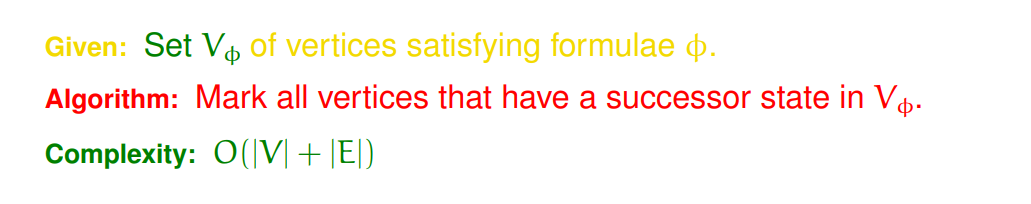 Given: Set V_ϕ of vertices satisfying formulae ϕ.
Algorithm: Mark all vertices that have a successor state in V_ϕ.
Complexity: O(|V| + |E|)